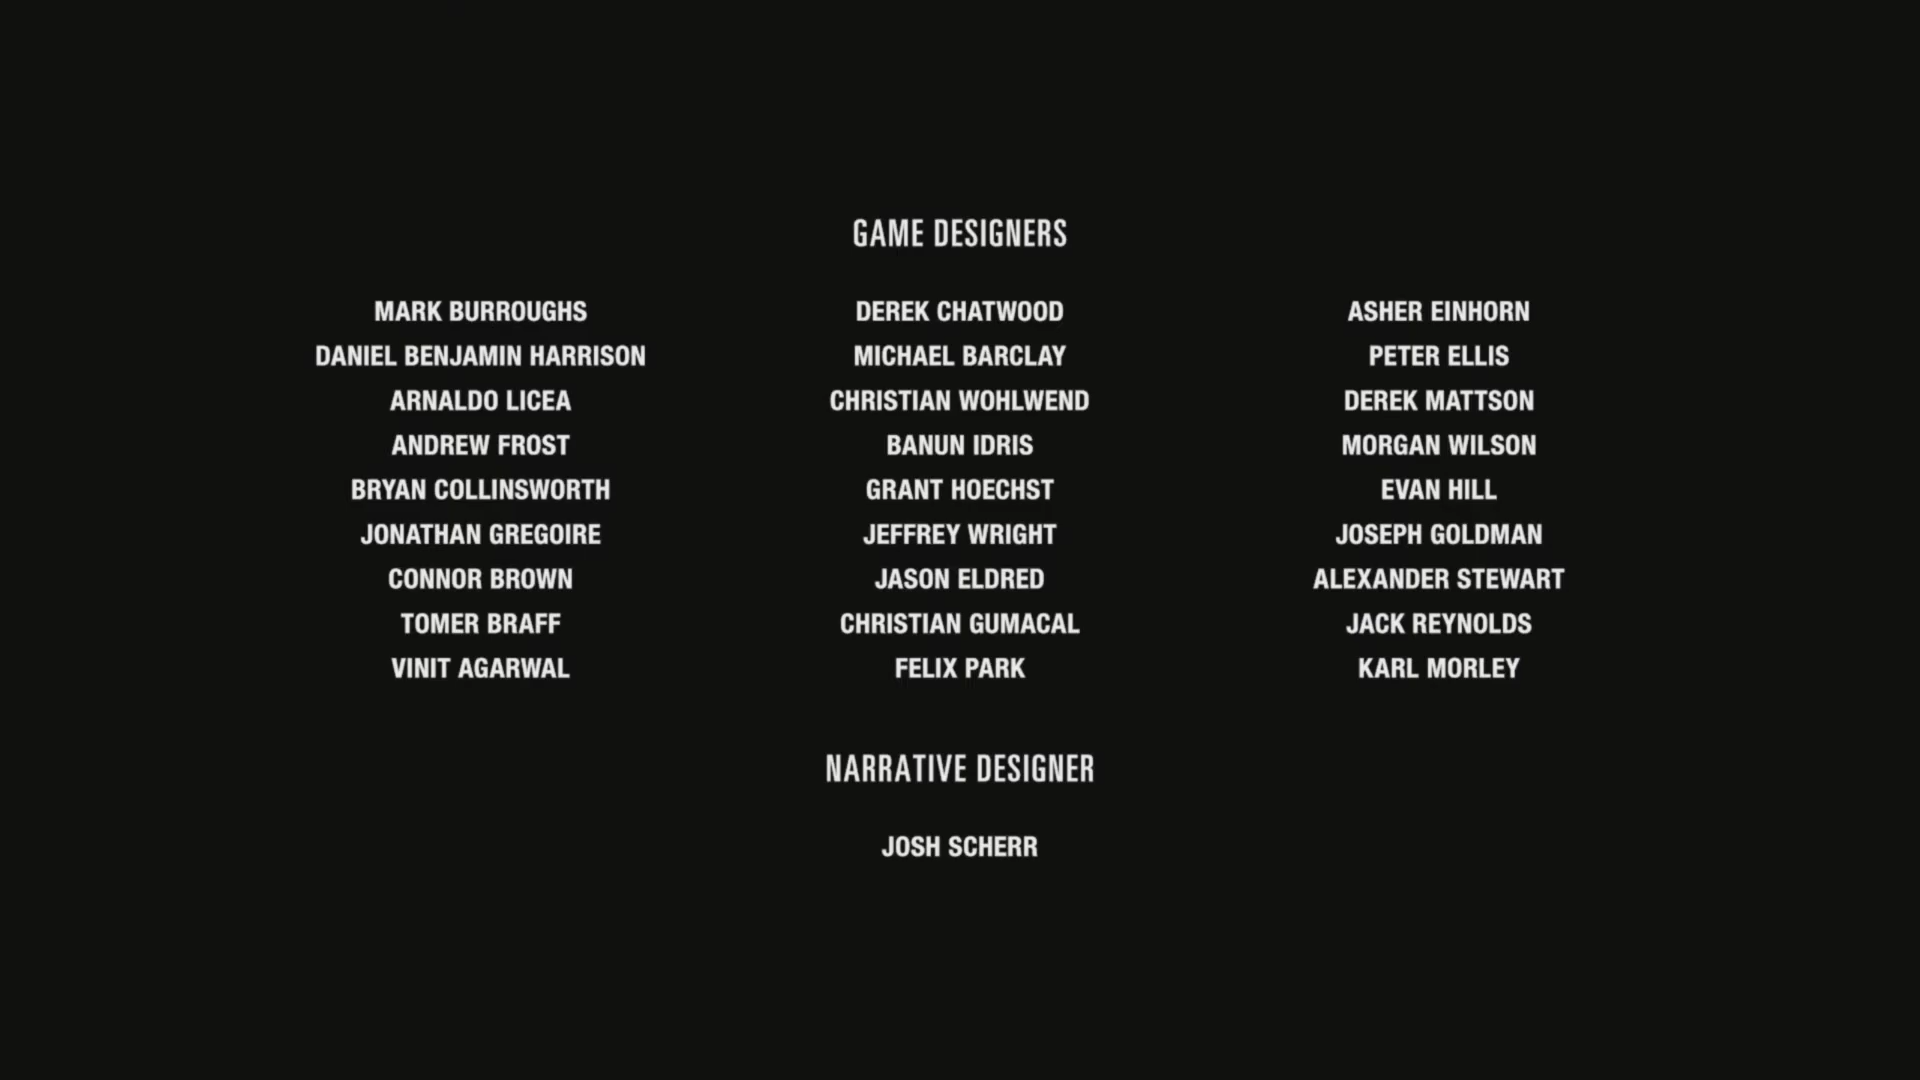 GAME DESIGNERS
MARK BURROUGHS DEREK CHATWOOD ASHER EINHORN
DANIEL BENJAMIN HARRISON MICHAEL BARCLAY PETER ELLIS
ARNALDO LICEA CHRISTIAN WOHLWEND DEREK MATTSON
ANDREW FROST BANUN IDRIS MORGAN WILSON
BRYAN COLLINSWORTH GRANT HOECHST EVAN HILL
JONATHAN GREGOIRE JEFFREY WRIGHT JOSEPH GOLDMAN
CONNOR BROWN JASON ELDRED ALEXANDER STEWART
TOMER BRAFF CHRISTIAN GUMACAL JACK REYNOLDS
VINIT AGARWAL FELIX PARK KARL MORLEY
NARRATIVE DESIGNER
JOSH SCHERR